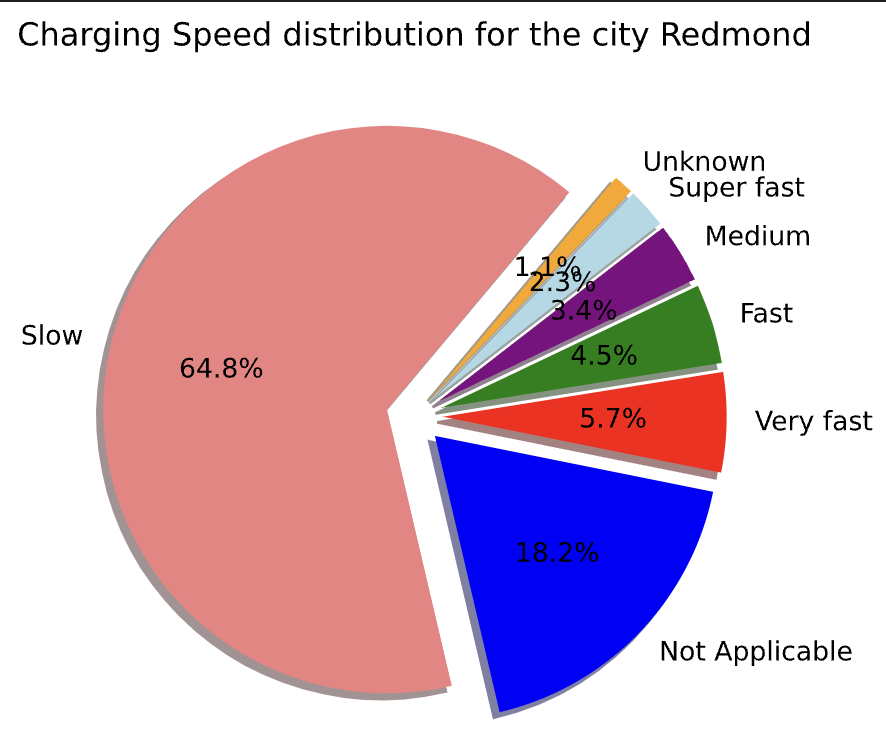 Charging Speed distribution for the city Redmond
Unknown
Super fast
Medium
Fast
Very fast
Not Applicable
Slow
1.1%
2.3%
3.4%
4.5%
5.7%
18.2%
64.8%